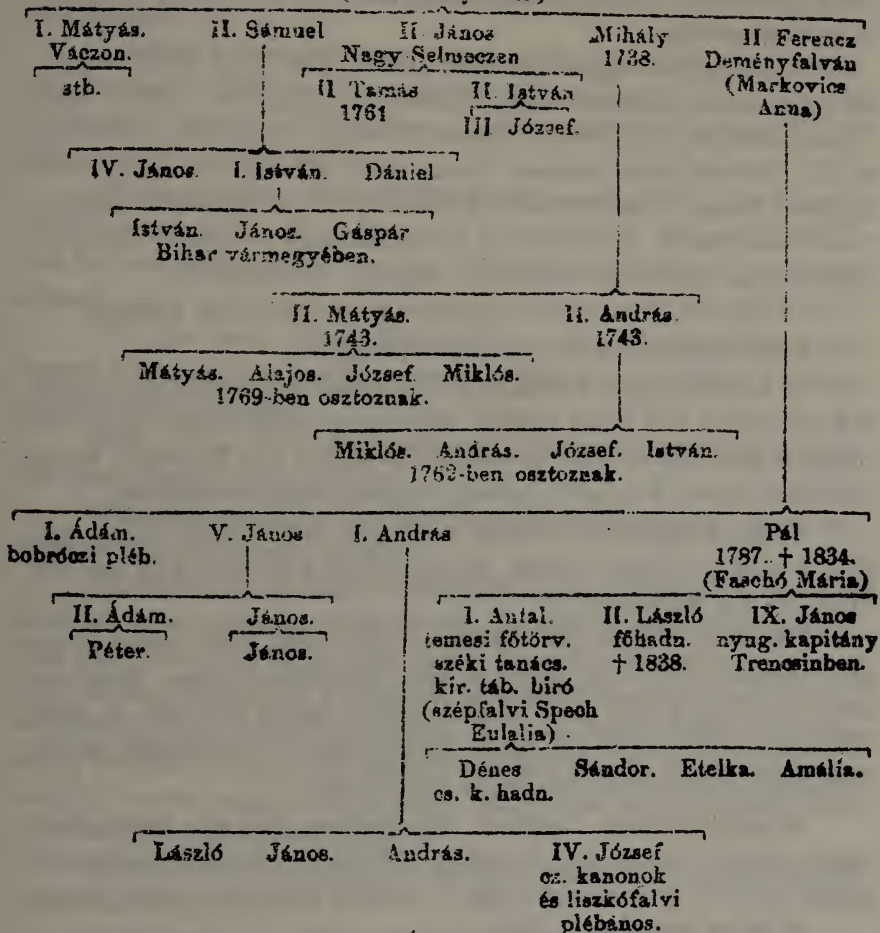 I. Mátyás. II. Sámuel II. János Mihály II Ferencz
Váczon. Nagy Selmeczen 1738. Deményfalván
stb. II Tamás II. István (Markovics
1761 III József. Anna)
IV. János. I. István. Dániel
István. János. Gáspár
Bihar vármegyében.
II. Mátyás. II. András.
1743. 1743.
Mátyás. Alajos. József. Miklós.
1769-ben osztoznak.
Miklós. András. József. István.
osztoznak.
I. Ádám. V. János I. András Pál
bobróczi pléb. 1787. † 1834.
(Faschó Mária)
II. Ádám. János. I. Antal. II. László IX. János
Péter. János. temesi főtörv. főhadn. nyug. kapitány
széki tanács. † 1838. Trencsinben.
kir. táb. biró
(szépfalvi Spech
Eulalia)
Dénes Sándor. Etelka. Amália.
cs. k. hadn.
László János. András. IV. József
cz. kanonok
és liszkófalvi
plébános.